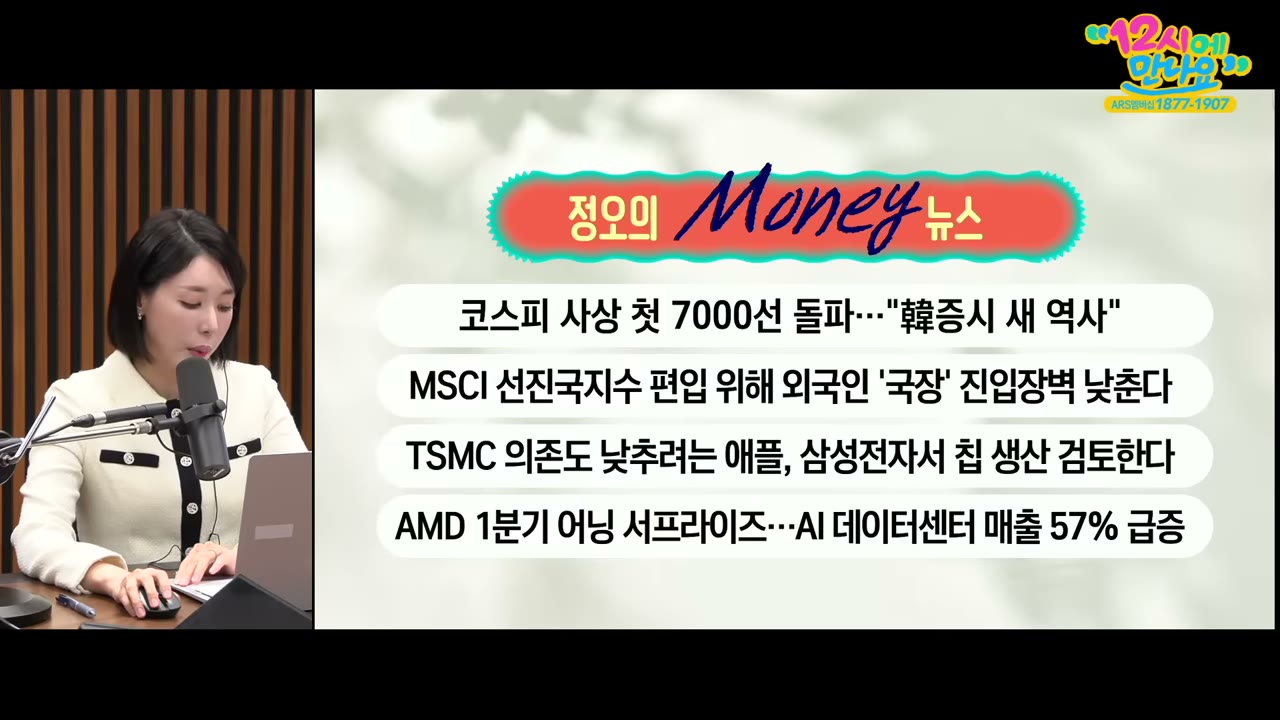 "12시에
만나요"
ARS멤버십 1877-1907
정오의 Money 뉴스
코스피 사상 첫 7000선 돌파…"韓증시 새 역사"
MSCI 선진국지수 편입 위해 외국인 '국장' 진입장벽 낮춘다
TSMC 의존도 낮추려는 애플, 삼성전자서 칩 생산 검토한다
AMD 1분기 어닝 서프라이즈…AI 데이터센터 매출 57% 급증